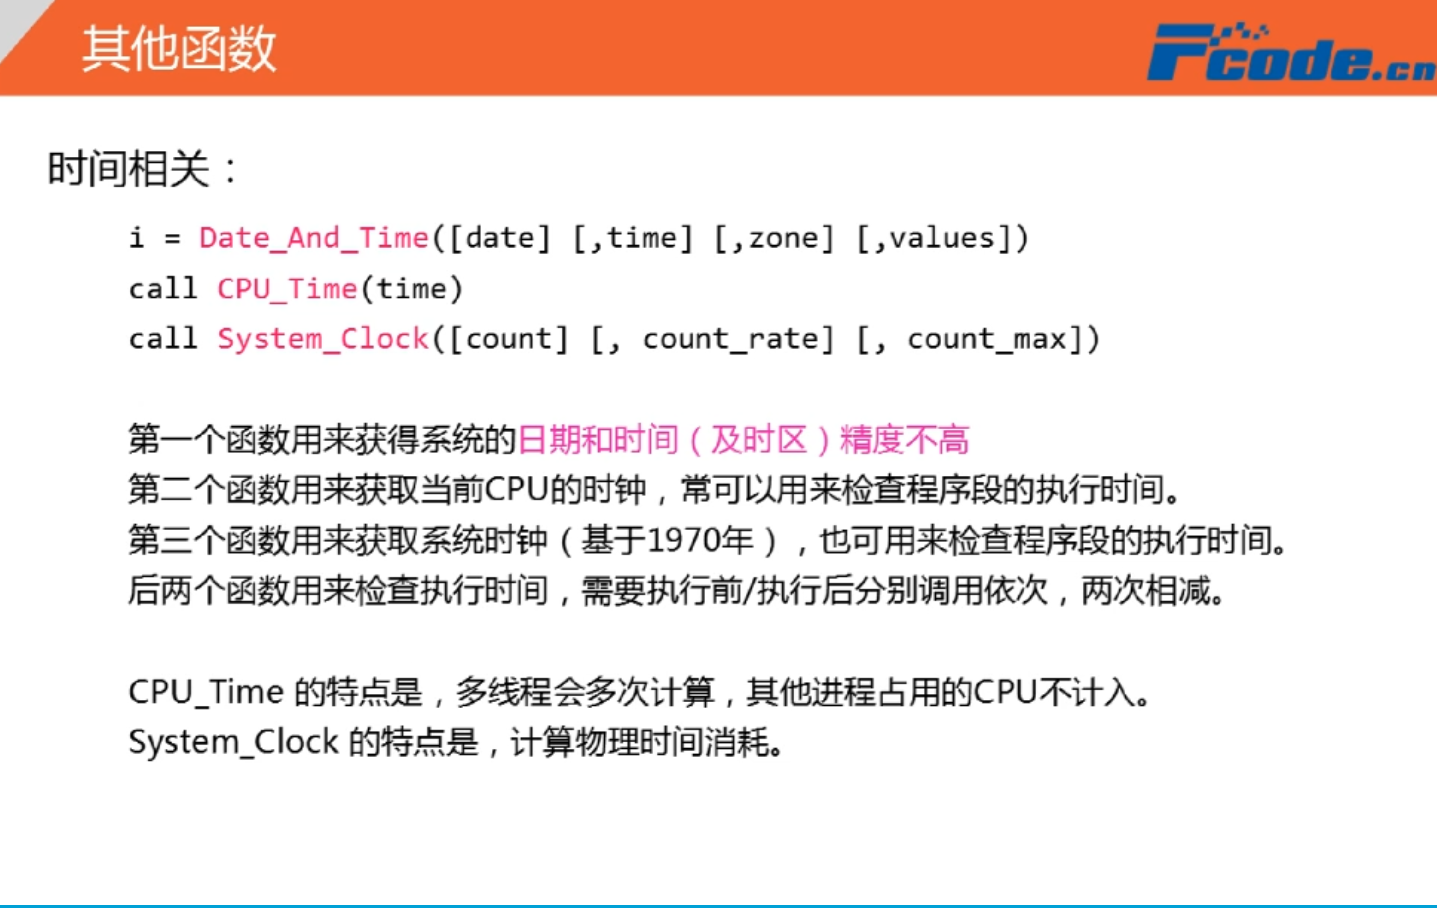 其他函数
Fcode.cn
时间相关：
i = Date_And_Time([date] [,time] [,zone] [,values])
call CPU_Time(time)
call System_Clock([count] [, count_rate] [, count_max])
第一个函数用来获得系统的日期和时间（及时区）精度不高
第二个函数用来获取当前CPU的时钟，常可以用来检查程序段的执行时间。
第三个函数用来获取系统时钟（基于1970年），也可用来检查程序段的执行时间。
后两个函数用来检查执行时间，需要执行前/执行后分别调用依次，两次相减。
CPU_Time 的特点是，多线程会多次计算，其他进程占用的CPU不计入。
System_Clock 的特点是，计算物理时间消耗。